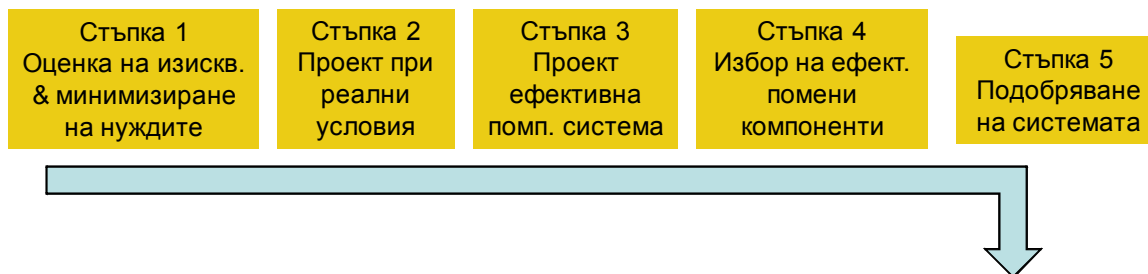 Стъпка 1
Оценка на изискв.
& минимизиране
на нуждите
Стъпка 2
Проект при
реални
условия
Стъпка 3
Проект
ефективна
помп. система
Стъпка 4
Избор на ефект.
помени
компоненти
Стъпка 5
Подобряване
на системата